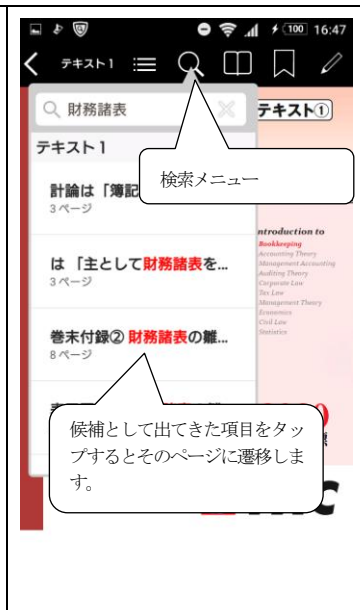 100 16:47
テキスト1
財務諸表
テキスト①
テキスト 1
検索メニュー
計論は「簿記
3 ページ
ntroduction to
Bookkeeping
Accounting Theory
Management Accounting
Auditing Theory
Corporate Law
Tax Law
Management Theory
Economics
Civil Law
Statistics
は 「主として財務諸表を...
3 ページ
巻末付録② 財務諸表の雛...
8 ページ
候補として出てきた項目をタッ
プするとそのページに遷移しま
す。